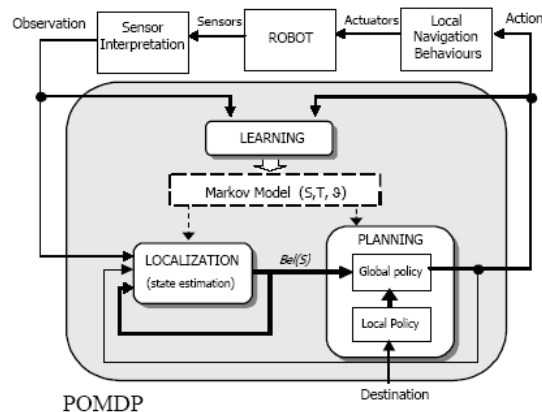 Observation
Sensors
Actuators
Action
Sensor
Interpretation
ROBOT
Local
Navigation
Behaviours
LEARNING
Markov Model (S,T, ϑ)
LOCALIZATION
(state estimation)
Bel(S)
PLANNING
Global policy
Local Policy
Destination
POMDP